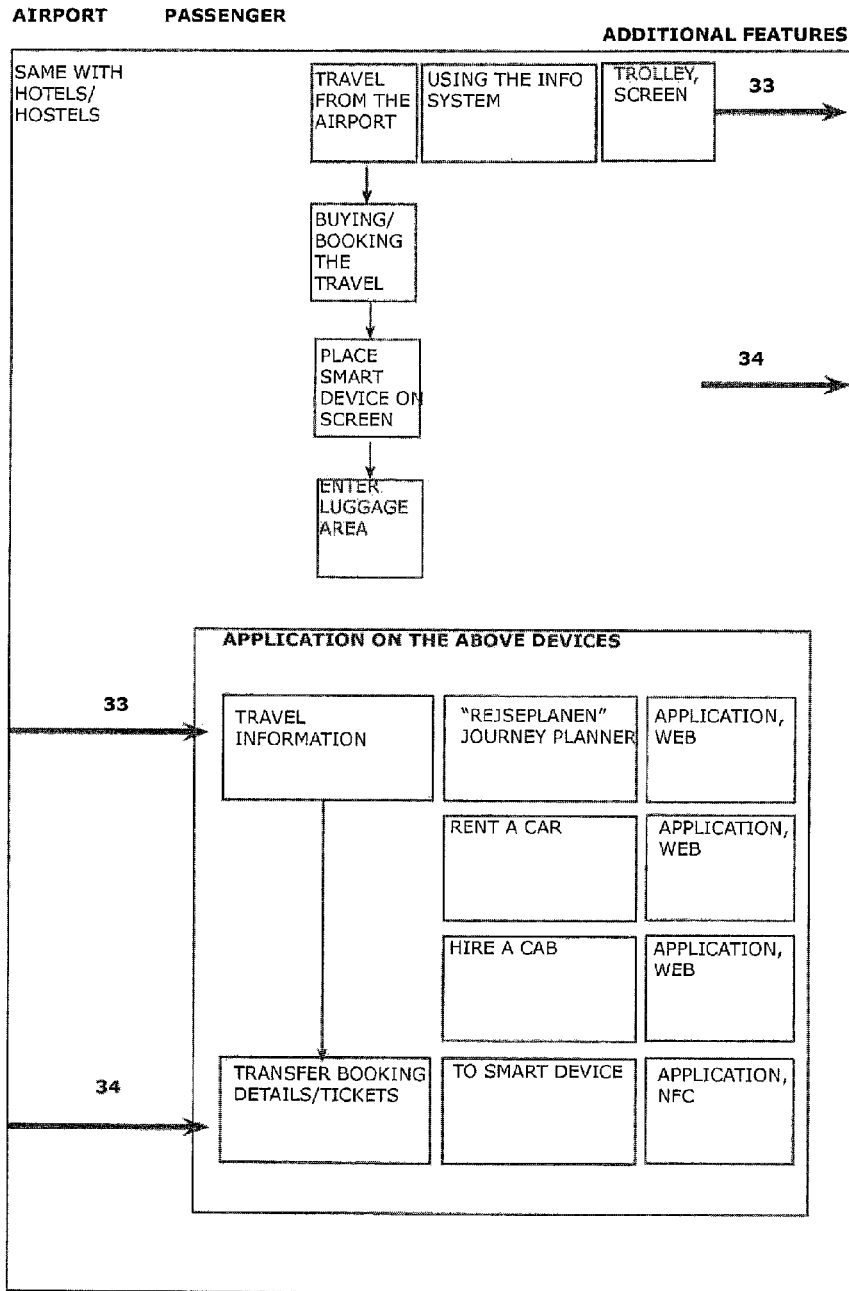 AIRPORT PASSENGER
ADDITIONAL FEATURES
SAME WITH
HOTELS/
HOSTELS
TRAVEL
FROM THE
AIRPORT
USING THE INFO
SYSTEM
TROLLEY,
SCREEN
33
BUYING/
BOOKING
THE
TRAVEL
PLACE
SMART
DEVICE ON
SCREEN
34
ENTER
LUGGAGE
AREA
APPLICATION ON THE ABOVE DEVICES
33
TRAVEL
INFORMATION
"REJSEPLANEN"
JOURNEY PLANNER
APPLICATION,
WEB
RENT A CAR
APPLICATION,
WEB
HIRE A CAB
APPLICATION,
WEB
34
TRANSFER BOOKING
DETAILS/TICKETS
TO SMART DEVICE
APPLICATION,
NFC